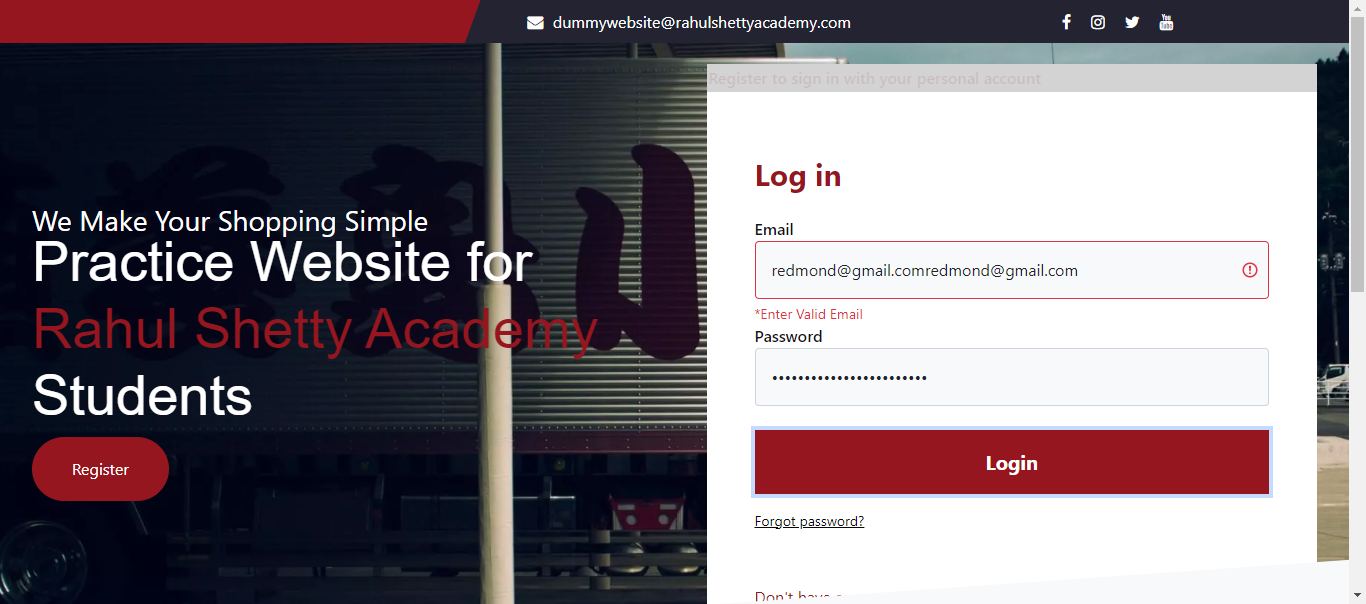 dummywebsite@rahulshettyacademy.com
Register to sign in with your personal account
We Make Your Shopping Simple
Practice Website for
Rahul Shetty Academy
Students
Register
Log in
Email
redmond@gmail.comredmond@gmail.com
*Enter Valid Email
Password
Login
Forgot password?
Don't have